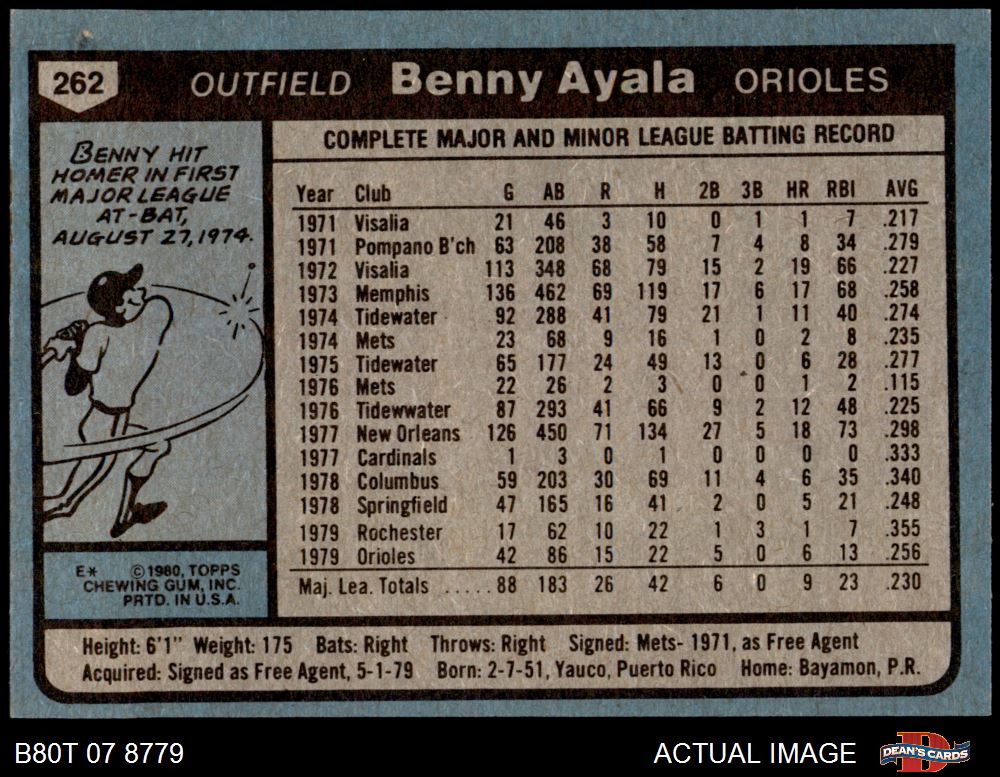 262 OUTFIELD Benny Ayala ORIOLES
BENNY HIT
HOMER IN FIRST
MAJOR LEAGUE
AT-BAT,
AUGUST 27, 1974.
E* ©1980, TOPPS
CHEWING GUM, INC.
PRTD. IN U.S.A.
COMPLETE MAJOR AND MINOR LEAGUE BATTING RECORD
Year Club G AB R H 2B 3B HR RBI AVG
1971 Visalia 21 46 3 10 0 1 1 7 .217
1971 Pompano B'ch 63 208 38 58 7 4 8 34 .279
1972 Visalia 113 348 68 79 15 2 19 66 .227
1973 Memphis 136 462 69 119 17 6 17 68 .258
1974 Tidewater 92 288 41 79 21 1 11 40 .274
1974 Mets 23 68 9 16 1 0 2 8 .235
1975 Tidewater 65 177 24 49 13 0 6 28 .277
1976 Mets 22 26 2 3 0 0 1 2 .115
1976 Tidewwater 87 293 41 66 9 2 12 48 .225
1977 New Orleans 126 450 71 134 27 5 18 73 .298
1977 Cardinals 1 3 0 1 0 0 0 0 .333
1978 Columbus 59 203 30 69 11 4 6 35 .340
1978 Springfield 47 165 16 41 2 0 5 21 .248
1979 Rochester 17 62 10 22 1 3 1 7 .355
1979 Orioles 42 86 15 22 5 0 6 13 .256
Maj. Lea. Totals ..... 88 183 26 42 6 0 9 23 .230
Height: 6'1" Weight: 175 Bats: Right Throws: Right Signed: Mets- 1971, as Free Agent
Acquired: Signed as Free Agent, 5-1-79 Born: 2-7-51, Yauco, Puerto Rico Home: Bayamon, P.R.
B80T 07 8779 ACTUAL IMAGE D DEAN'S CARDS